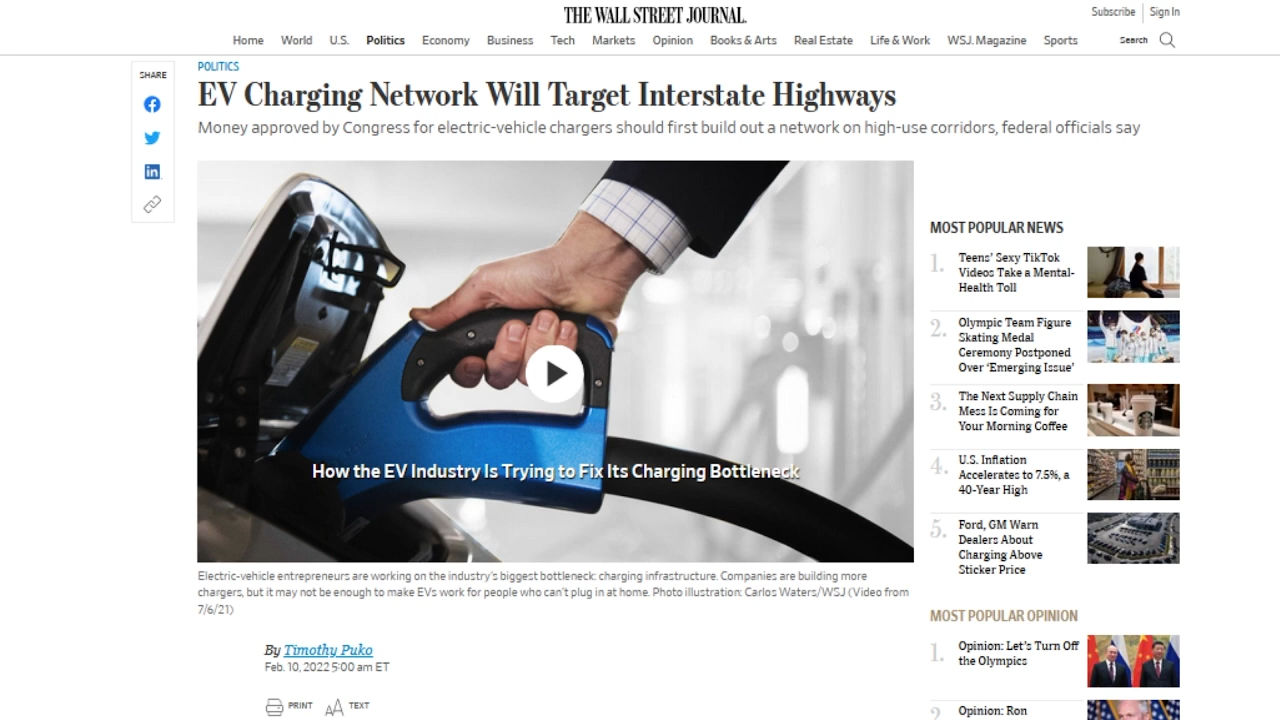 THE WALL STREET JOURNAL.
Subscribe Sign In
Home World U.S. Politics Economy Business Tech Markets Opinion Books & Arts Real Estate Life & Work WSJ. Magazine Sports Search
SHARE
POLITICS
EV Charging Network Will Target Interstate Highways
Money approved by Congress for electric-vehicle chargers should first build out a network on high-use corridors, federal officials say
How the EV Industry Is Trying to Fix Its Charging Bottleneck
Electric-vehicle entrepreneurs are working on the industry's biggest bottleneck: charging infrastructure. Companies are building more
chargers, but it may not be enough to make EVs work for people who can't plug in at home. Photo illustration: Carlos Waters/WSJ (Video from
7/6/21)
By Timothy Puko
Feb. 10, 2022 5:00 am ET
PRINT AA TEXT
MOST POPULAR NEWS
1. Teens' Sexy TikTok
Videos Take a Mental-
Health Toll
2. Olympic Team Figure
Skating Medal
Ceremony Postponed
Over 'Emerging Issue'
3. The Next Supply Chain
Mess Is Coming for
Your Morning Coffee
4. U.S. Inflation
Accelerates to 7.5%, a
40-Year High
5. Ford, GM Warn
Dealers About
Charging Above
Sticker Price
MOST POPULAR OPINION
1. Opinion: Let's Turn Off
the Olympics
2 Opinion: Ron